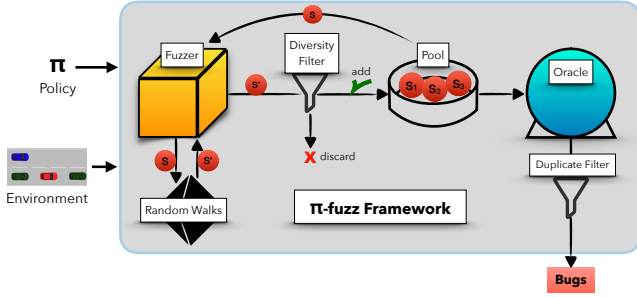 S
Fuzzer
Diversity
Filter
Pool
π
Policy
S'
add
S₁
S₂
S₃
Oracle
S
S'
X discard
Duplicate Filter
Environment
Random Walks
π-fuzz Framework
Bugs